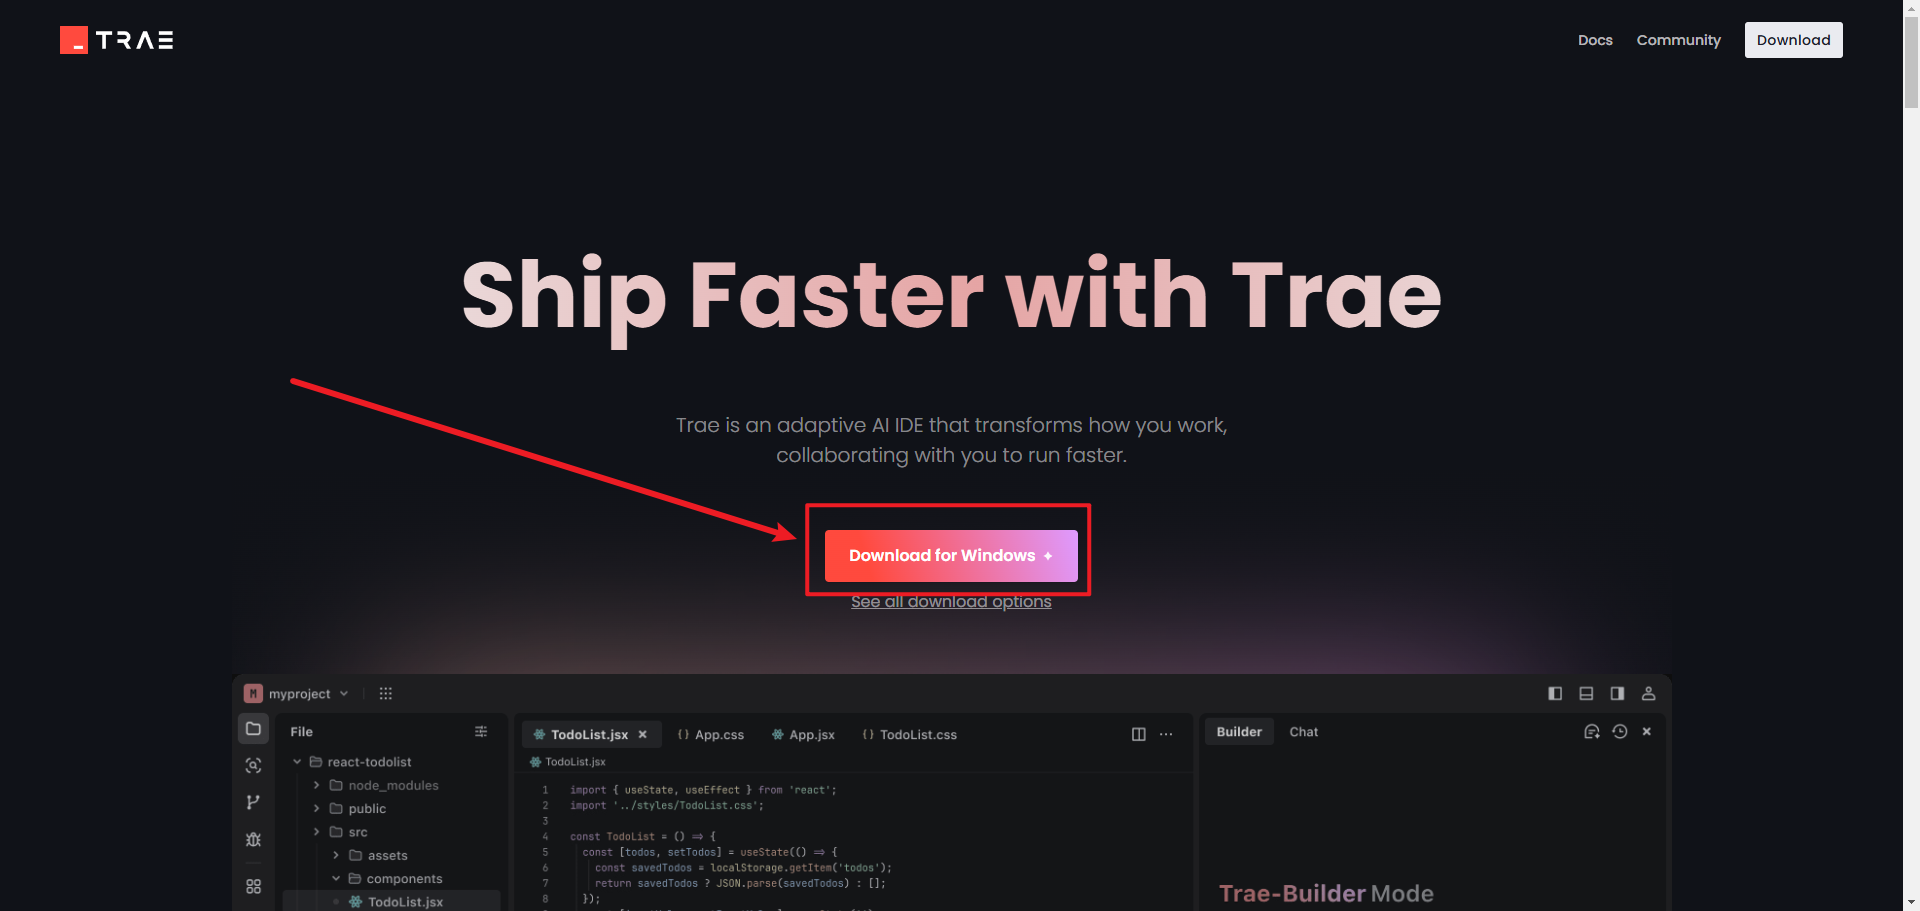 TRAE
Docs Community Download
Ship Faster with Trae
Trae is an adaptive AI IDE that transforms how you work,
collaborating with you to run faster.
Download for Windows
See all download options
M myproject
File
react-todolist
node_modules
public
src
assets
components
TodoList.jsx
TodoList.jsx {} App.css App.jsx {} TodoList.css
TodoList.jsx
1 import { useState, useEffect } from 'react';
2 import '../styles/TodoList.css';
3
4 const TodoList = () => {
5 const [todos, setTodos] = useState(() => {
6 const savedTodos = localStorage.getItem('todos');
7 return savedTodos ? JSON.parse(savedTodos) : [];
8 });
Builder Chat
Trae-Builder Mode